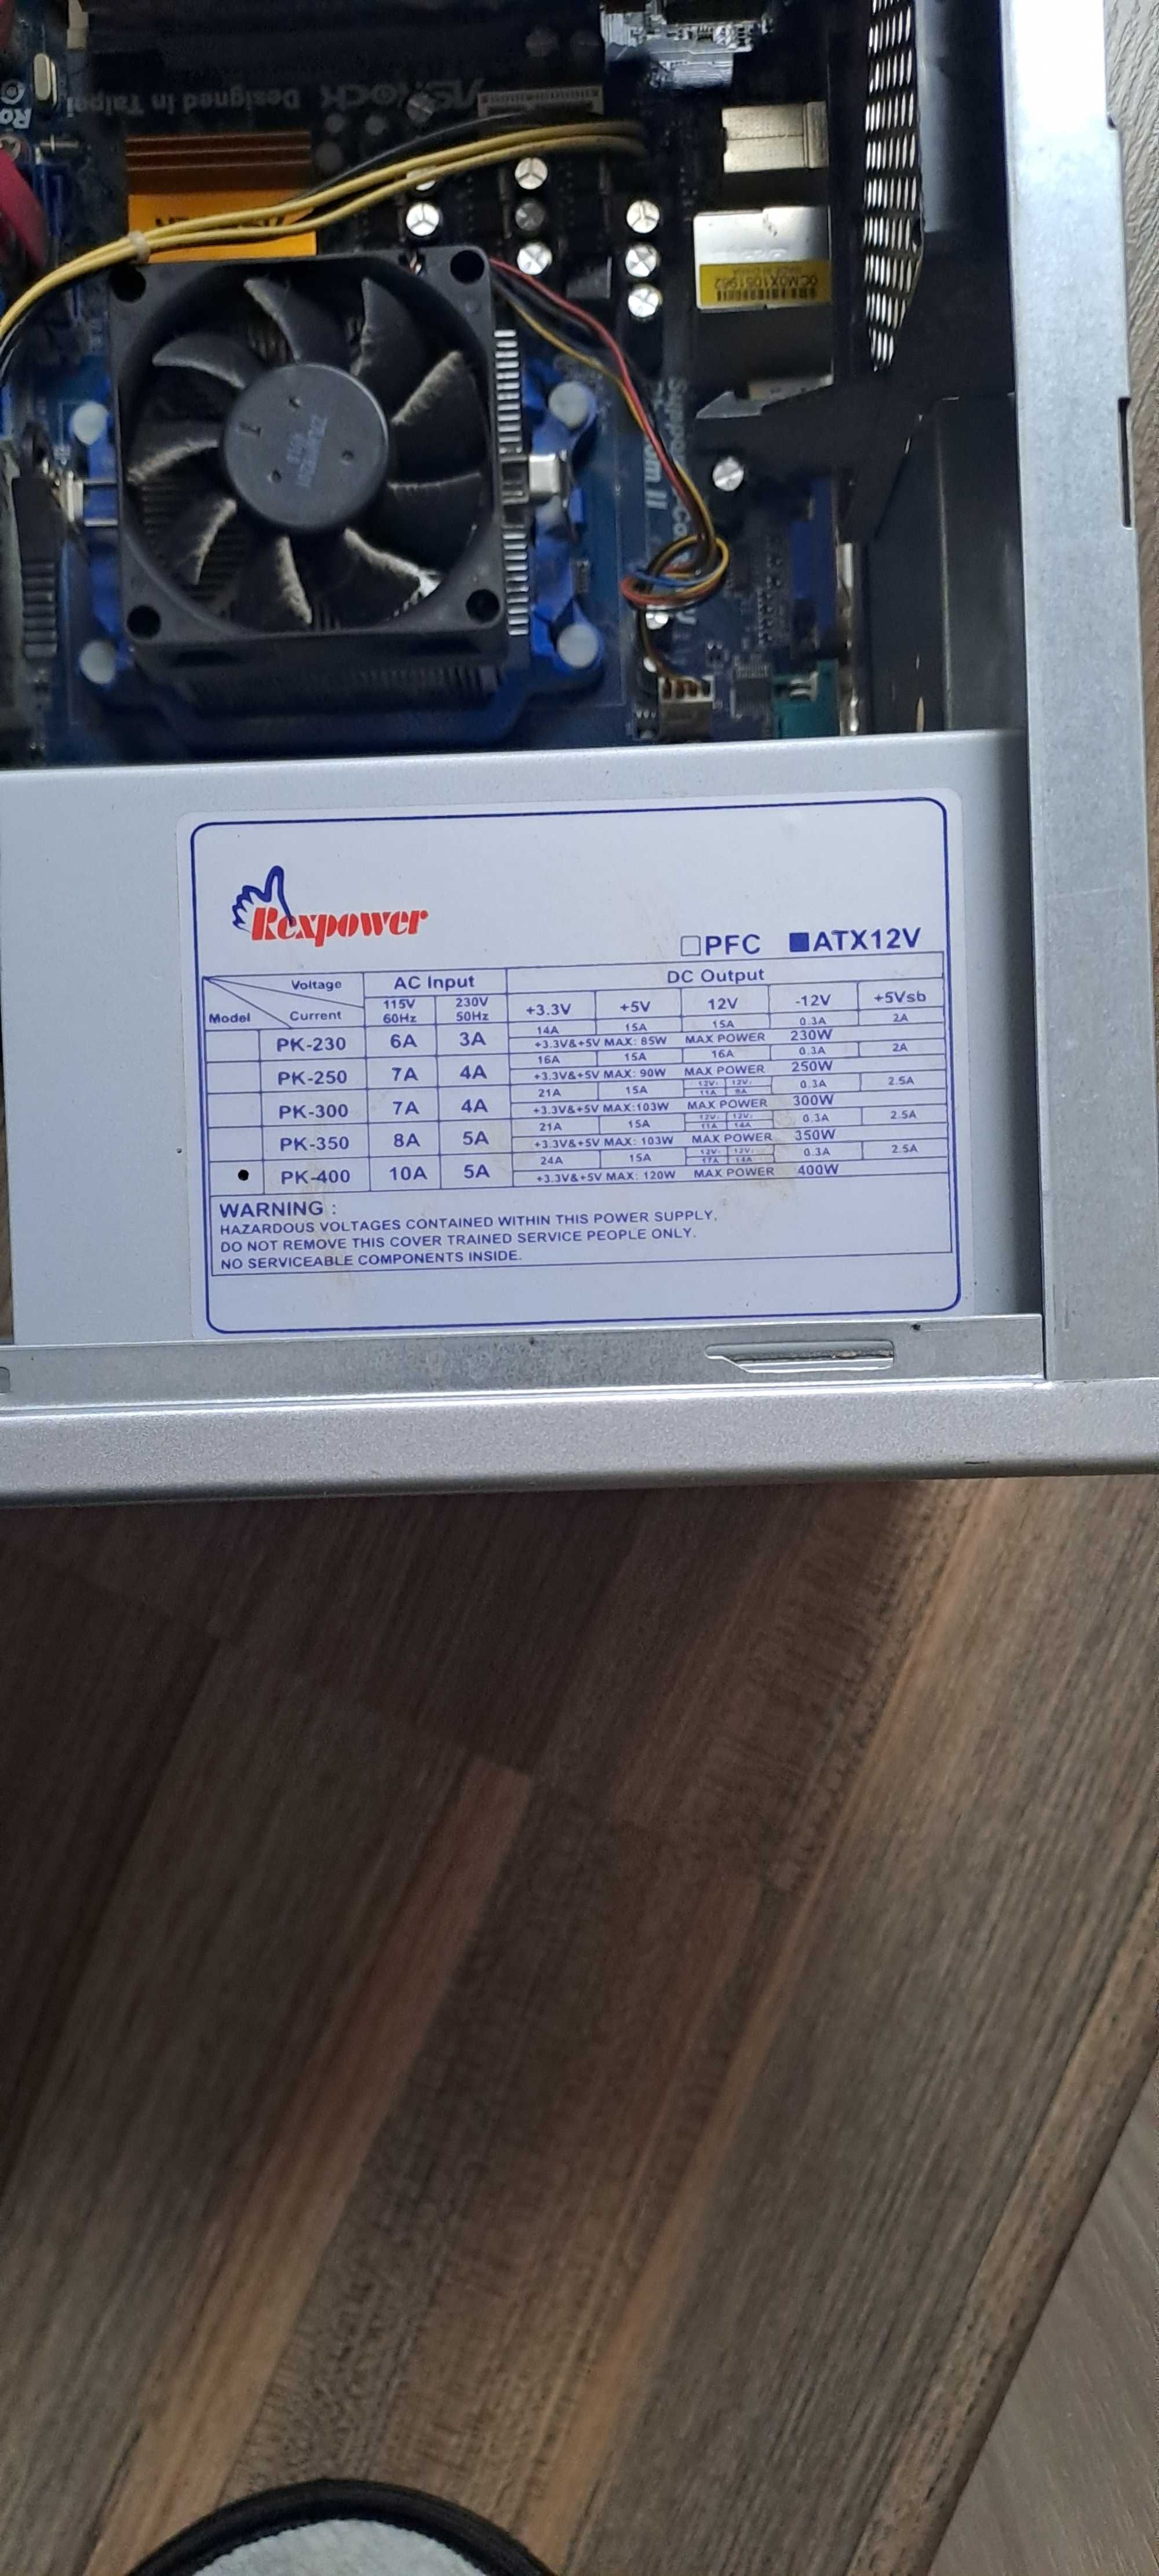 ASRock Designed in Taipei
Rexpower
PFC ATX12V
Voltage AC Input DC Output
Model Current 115V 60Hz 230V 50Hz +3.3V +5V 12V -12V +5Vsb
PK-230 6A 3A 14A 15A 15A 0.3A 2A
+3.3V&+5V MAX: 85W MAX POWER 230W
PK-250 7A 4A 16A 15A 16A 0.3A 2A
+3.3V&+5V MAX: 90W MAX POWER 250W
PK-300 7A 4A 21A 15A 0.3A 2.5A
+3.3V&+5V MAX:103W MAX POWER 300W
PK-350 8A 5A 21A 15A 0.3A 2.5A
+3.3V&+5V MAX: 103W MAX POWER 350W
PK-400 10A 5A 24A 15A 0.3A 2.5A
+3.3V&+5V MAX: 120W MAX POWER 400W
WARNING :
HAZARDOUS VOLTAGES CONTAINED WITHIN THIS POWER SUPPLY,
DO NOT REMOVE THIS COVER TRAINED SERVICE PEOPLE ONLY.
NO SERVICEABLE COMPONENTS INSIDE.